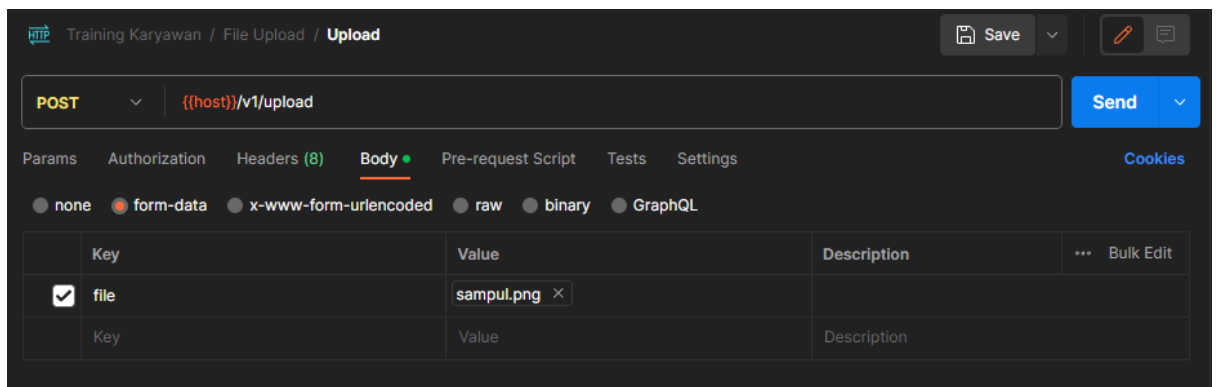 HTTP Training Karyawan / File Upload / Upload Save
POST {{host}}/v1/upload Send
Params Authorization Headers (8) Body Pre-request Script Tests Settings Cookies
none form-data x-www-form-urlencoded raw binary GraphQL
Key Value Description ••• Bulk Edit
file sampul.png ×
Key Value Description